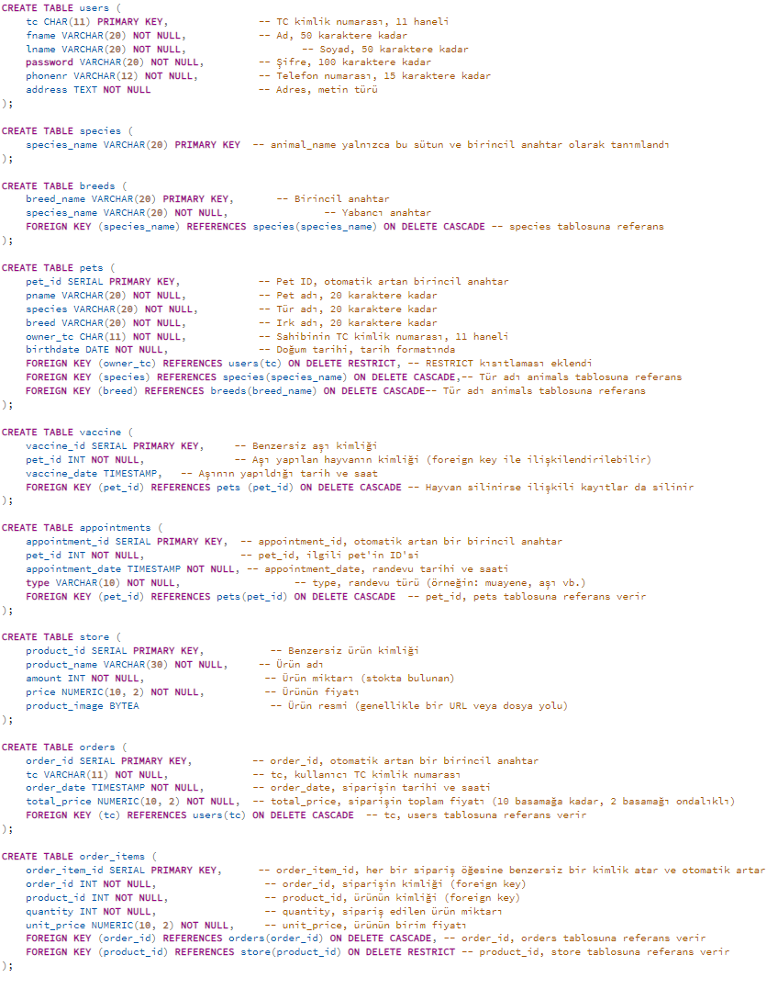 CREATE TABLE users (
    tc CHAR(11) PRIMARY KEY,               -- TC kimlik numarası, 11 haneli
    fname VARCHAR(20) NOT NULL,            -- Ad, 50 karaktere kadar
    lname VARCHAR(20) NOT NULL,                   -- Soyad, 50 karaktere kadar
    password VARCHAR(20) NOT NULL,         -- Şifre, 100 karaktere kadar
    phonenr VARCHAR(12) NOT NULL,          -- Telefon numarası, 15 karaktere kadar
    address TEXT NOT NULL                  -- Adres, metin türü
);
CREATE TABLE species (
    species_name VARCHAR(20) PRIMARY KEY  -- animal_name yalnızca bu sütun ve birincil anahtar olarak tanımlandı
);
CREATE TABLE breeds (
    breed_name VARCHAR(20) PRIMARY KEY,       -- Birincil anahtar
    species_name VARCHAR(20) NOT NULL,                -- Yabancı anahtar
    FOREIGN KEY (species_name) REFERENCES species(species_name) ON DELETE CASCADE -- species tablosuna referans
);
CREATE TABLE pets (
    pet_id SERIAL PRIMARY KEY,             -- Pet ID, otomatik artan birincil anahtar
    pname VARCHAR(20) NOT NULL,            -- Pet adı, 20 karaktere kadar
    species VARCHAR(20) NOT NULL,          -- Tür adı, 20 karaktere kadar
    breed VARCHAR(20) NOT NULL,            -- Irk adı, 20 karaktere kadar
    owner_tc CHAR(11) NOT NULL,            -- Sahibinin TC kimlik numarası, 11 haneli
    birthdate DATE NOT NULL,               -- Doğum tarihi, tarih formatında
    FOREIGN KEY (owner_tc) REFERENCES users(tc) ON DELETE RESTRICT, -- RESTRICT kısıtlaması eklendi
    FOREIGN KEY (species) REFERENCES species(species_name) ON DELETE CASCADE,-- Tür adı animals tablosuna referans
    FOREIGN KEY (breed) REFERENCES breeds(breed_name) ON DELETE CASCADE-- Tür adı animals tablosuna referans
);
CREATE TABLE vaccine (
    vaccine_id SERIAL PRIMARY KEY,     -- Benzersiz aşı kimliği
    pet_id INT NOT NULL,               -- Aşı yapılan hayvanın kimliği (foreign key ile ilişkilendirilebilir)
    vaccine_date TIMESTAMP,   -- Aşının yapıldığı tarih ve saat
    FOREIGN KEY (pet_id) REFERENCES pets (pet_id) ON DELETE CASCADE -- Hayvan silinirse ilişkili kayıtlar da silinir
);
CREATE TABLE appointments (
    appointment_id SERIAL PRIMARY KEY,  -- appointment_id, otomatik artan bir birincil anahtar
    pet_id INT NOT NULL,                -- pet_id, ilgili pet'in ID'si
    appointment_date TIMESTAMP NOT NULL, -- appointment_date, randevu tarihi ve saati
    type VARCHAR(10) NOT NULL,                   -- type, randevu türü (örneğin: muayene, aşı vb.)
    FOREIGN KEY (pet_id) REFERENCES pets(pet_id) ON DELETE CASCADE  -- pet_id, pets tablosuna referans verir
);
CREATE TABLE store (
    product_id SERIAL PRIMARY KEY,           -- Benzersiz ürün kimliği
    product_name VARCHAR(30) NOT NULL,     -- Ürün adı
    amount INT NOT NULL,                    -- Ürün miktarı (stokta bulunan)
    price NUMERIC(10, 2) NOT NULL,          -- Ürünün fiyatı
    product_image BYTEA                      -- Ürün resmi (genellikle bir URL veya dosya yolu)
);
CREATE TABLE orders (
    order_id SERIAL PRIMARY KEY,          -- order_id, otomatik artan bir birincil anahtar
    tc VARCHAR(11) NOT NULL,              -- tc, kullanıcı TC kimlik numarası
    order_date TIMESTAMP NOT NULL,        -- order_date, siparişin tarihi ve saati
    total_price NUMERIC(10, 2) NOT NULL,  -- total_price, siparişin toplam fiyatı (10 basamağa kadar, 2 basamağı ondalıklı)
    FOREIGN KEY (tc) REFERENCES users(tc) ON DELETE CASCADE  -- tc, users tablosuna referans verir
);
CREATE TABLE order_items (
    order_item_id SERIAL PRIMARY KEY,      -- order_item_id, her bir sipariş öğesine benzersiz bir kimlik atar ve otomatik artar
    order_id INT NOT NULL,                  -- order_id, siparişin kimliği (foreign key)
    product_id INT NOT NULL,                -- product_id, ürünün kimliği (foreign key)
    quantity INT NOT NULL,                  -- quantity, sipariş edilen ürün miktarı
    unit_price NUMERIC(10, 2) NOT NULL,     -- unit_price, ürünün birim fiyatı
    FOREIGN KEY (order_id) REFERENCES orders(order_id) ON DELETE CASCADE, -- order_id, orders tablosuna referans verir
    FOREIGN KEY (product_id) REFERENCES store(product_id) ON DELETE RESTRICT -- product_id, store tablosuna referans verir
);